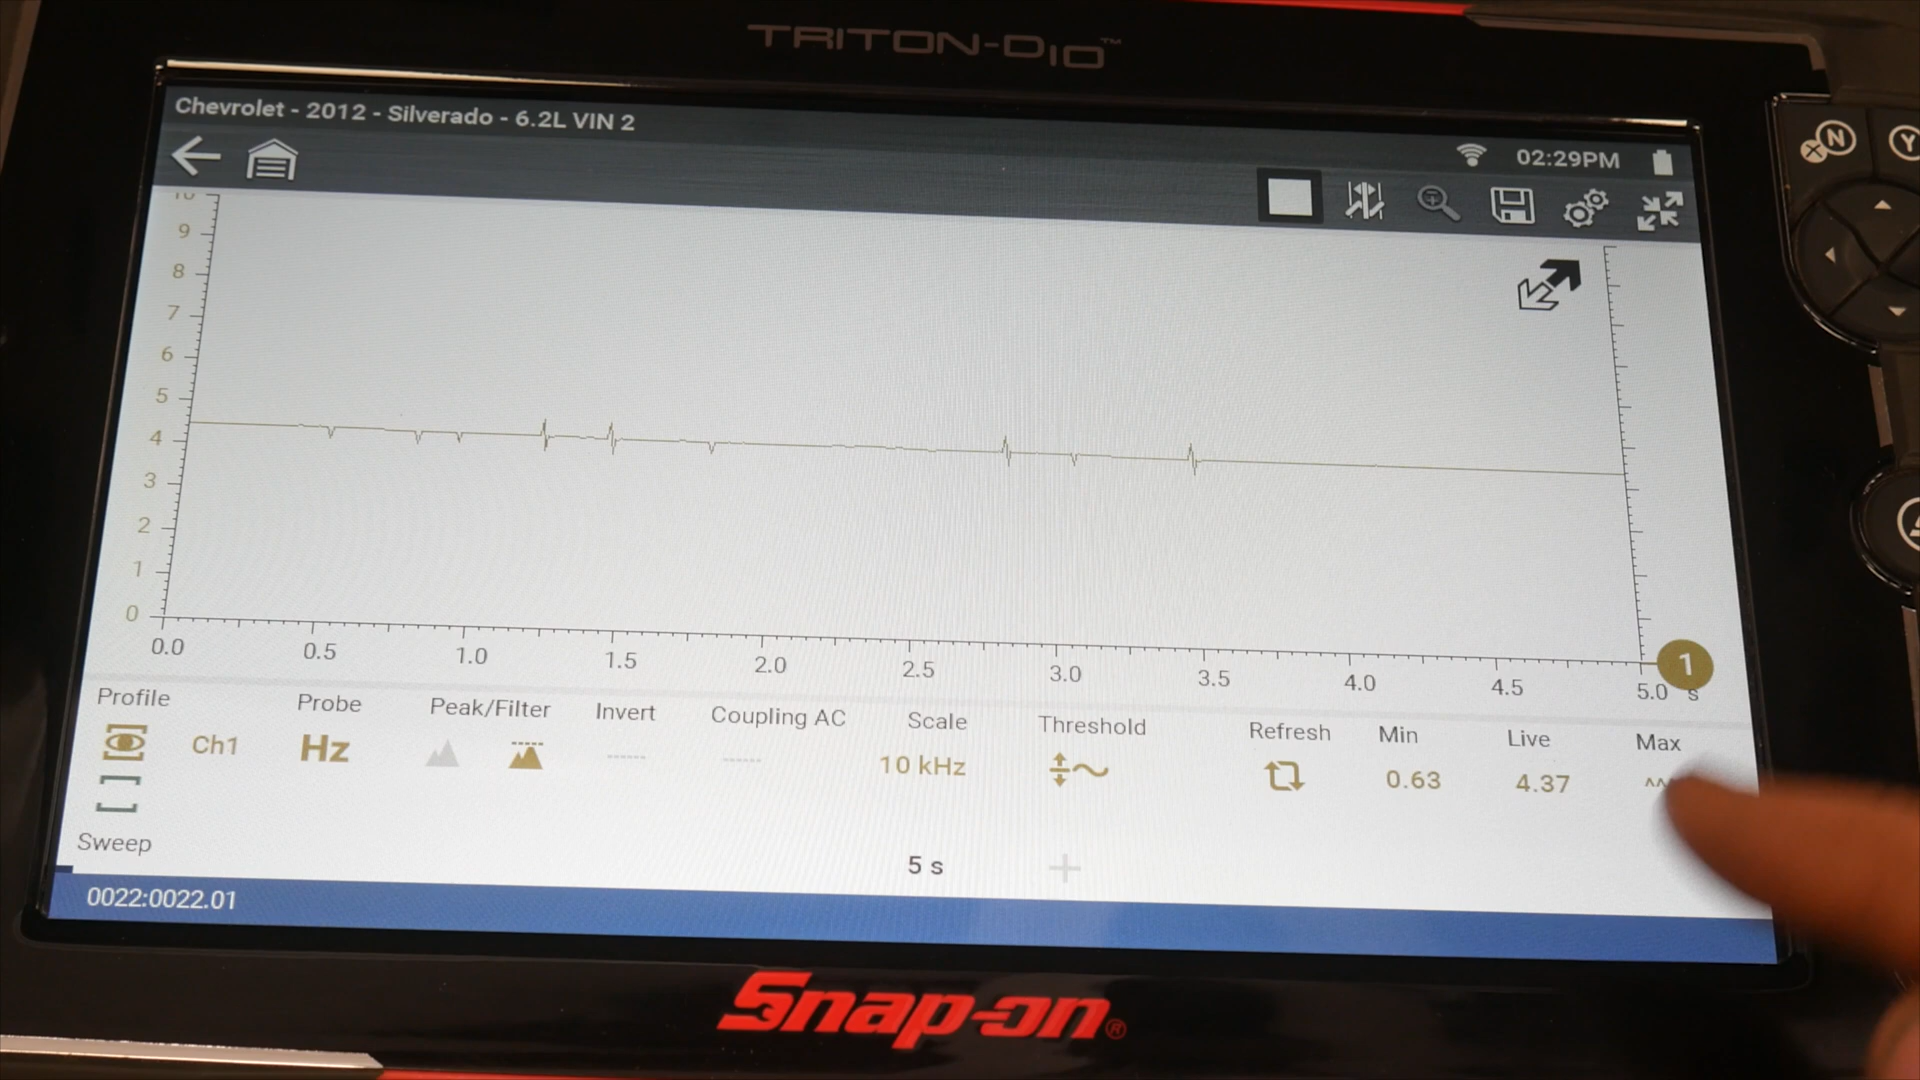 TRITON-D10™
Chevrolet - 2012 - Silverado - 6.2L VIN 2
N
X
Y
02:29PM
10
9
8
7
6
5
4
3
2
1
0
0.0 0.5 1.0 1.5 2.0 2.5 3.0 3.5 4.0 4.5 5.0 s
1
Profile Probe Peak/Filter Invert Coupling AC Scale Threshold Refresh Min Live Max
Ch1 Hz 10 kHz 0.63 4.37 ^^
Sweep
5 s
0022:0022.01
Snap-on®